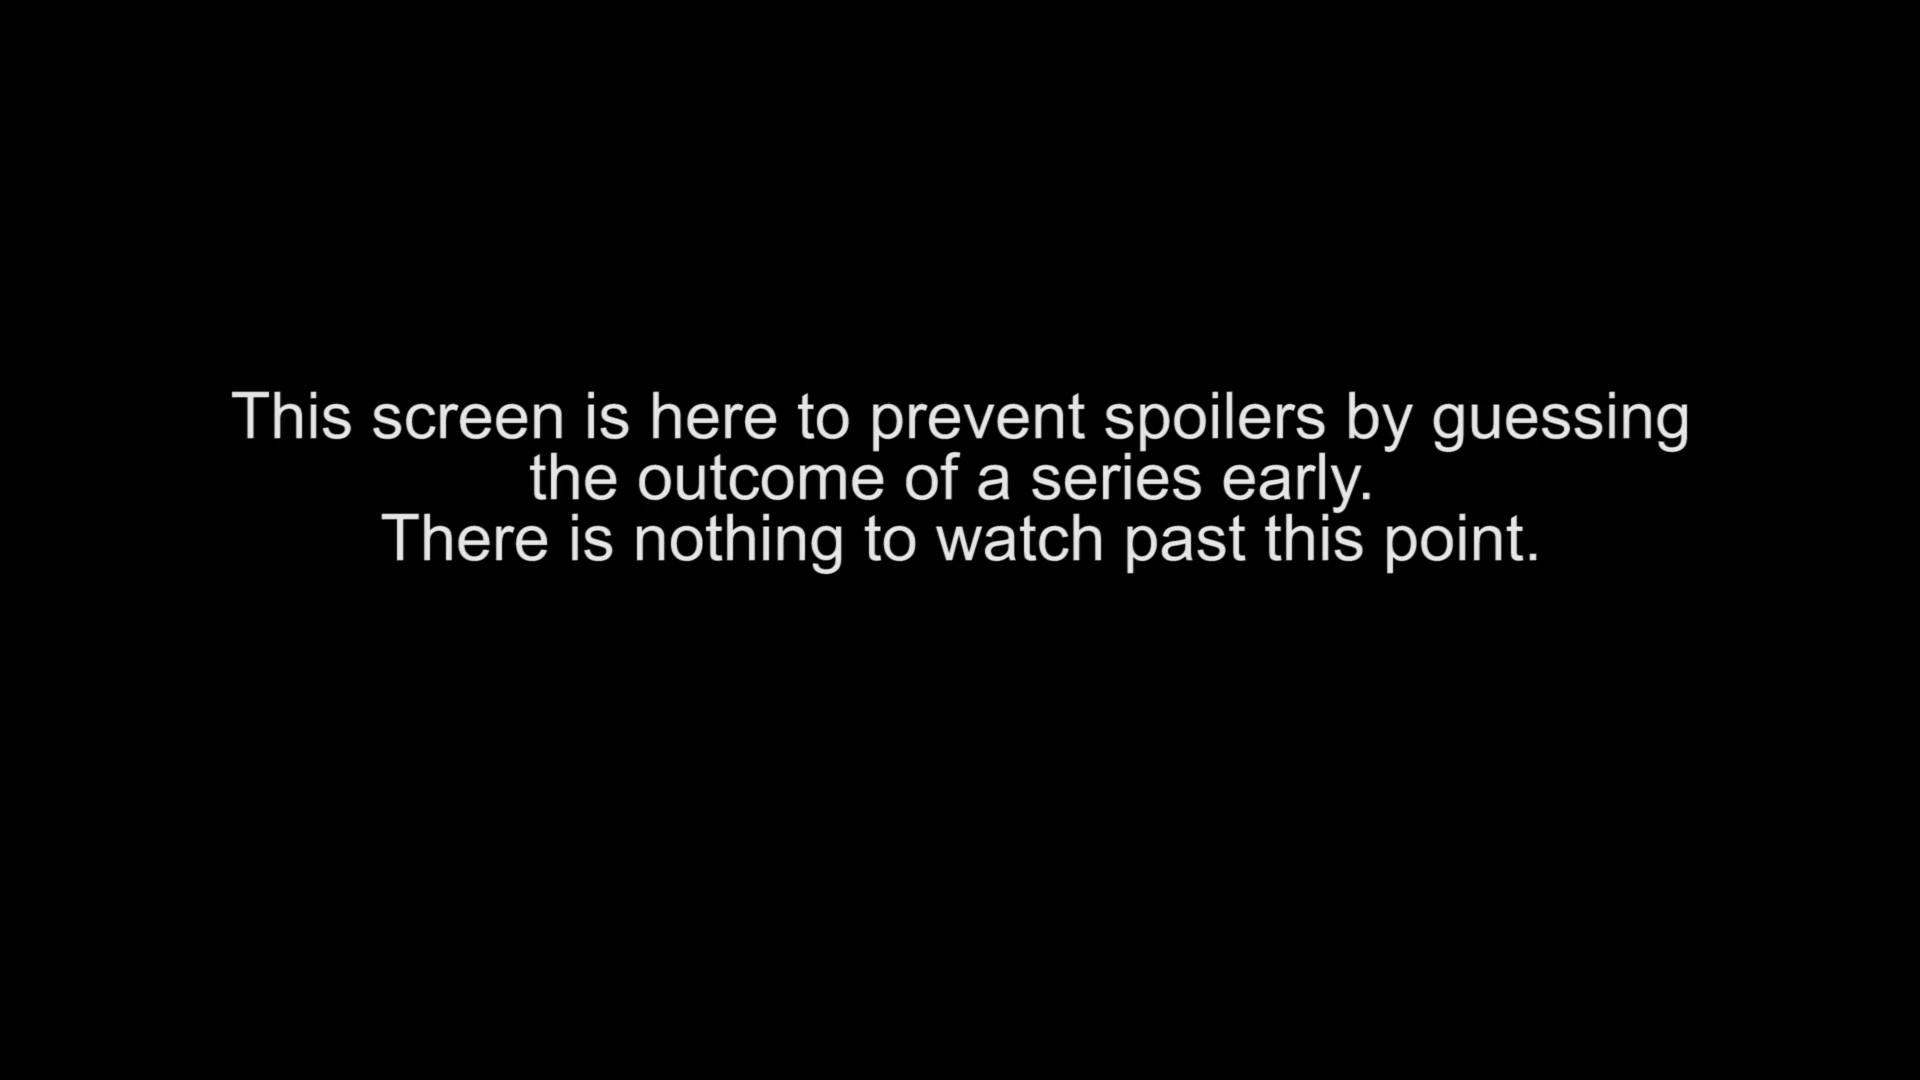 This screen is here to prevent spoilers by guessing
the outcome of a series early.
There is nothing to watch past this point.